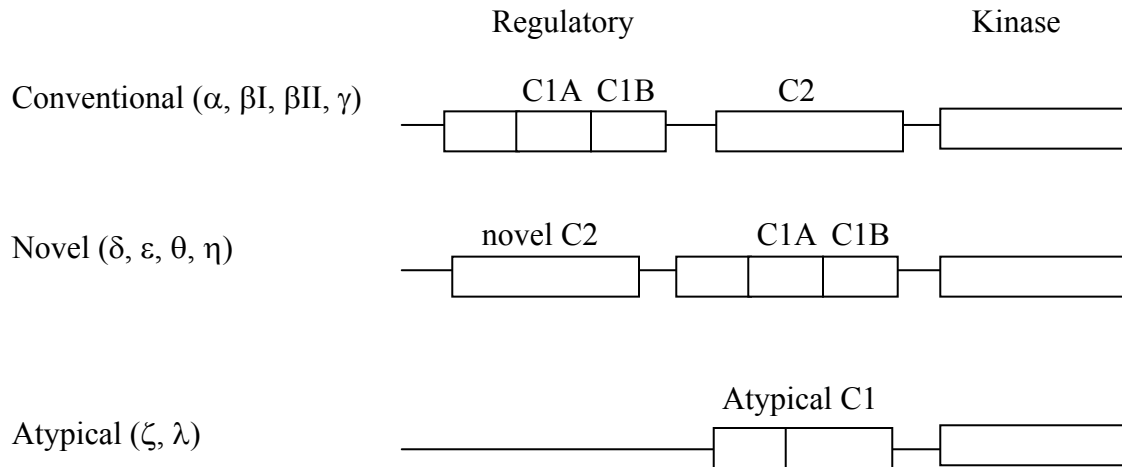 Regulatory Kinase
C1A C1B C2
Conventional (α, βI, βII, γ)
novel C2 C1A C1B
Novel (δ, ε, θ, η)
Atypical C1
Atypical (ζ, λ)